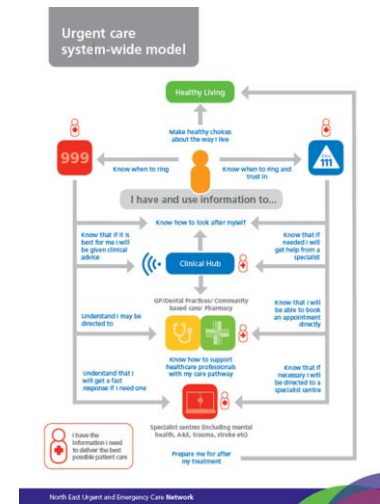 Urgent care
system-wide model
Healthy Living
Make healthy choices
about the way I live
999
111
Know when to ring
Know when to ring and
trust in
I have and use information to...
Know how to look after myself
Know that if it is
best for me I will
be given clinical
advice
Know that if
needed I will
get help from a
specialist
Clinical Hub
GP/Dental Practices/ Community
based care/ Pharmacy
Understand I may be
directed to
Know that I will
be able to book
an appointment
directly
Know how to support
healthcare professionals
with my care pathway
Understand that I
will get a fast
response if I need one
Know that if
necessary I will
be directed to a
specialist centre
Specialist centres (including mental
health, A&E, trauma, stroke etc)
Prepare me for after
my treatment
I have the
information I need
to deliver the best
possible patient care
North East Urgent and Emergency Care Network